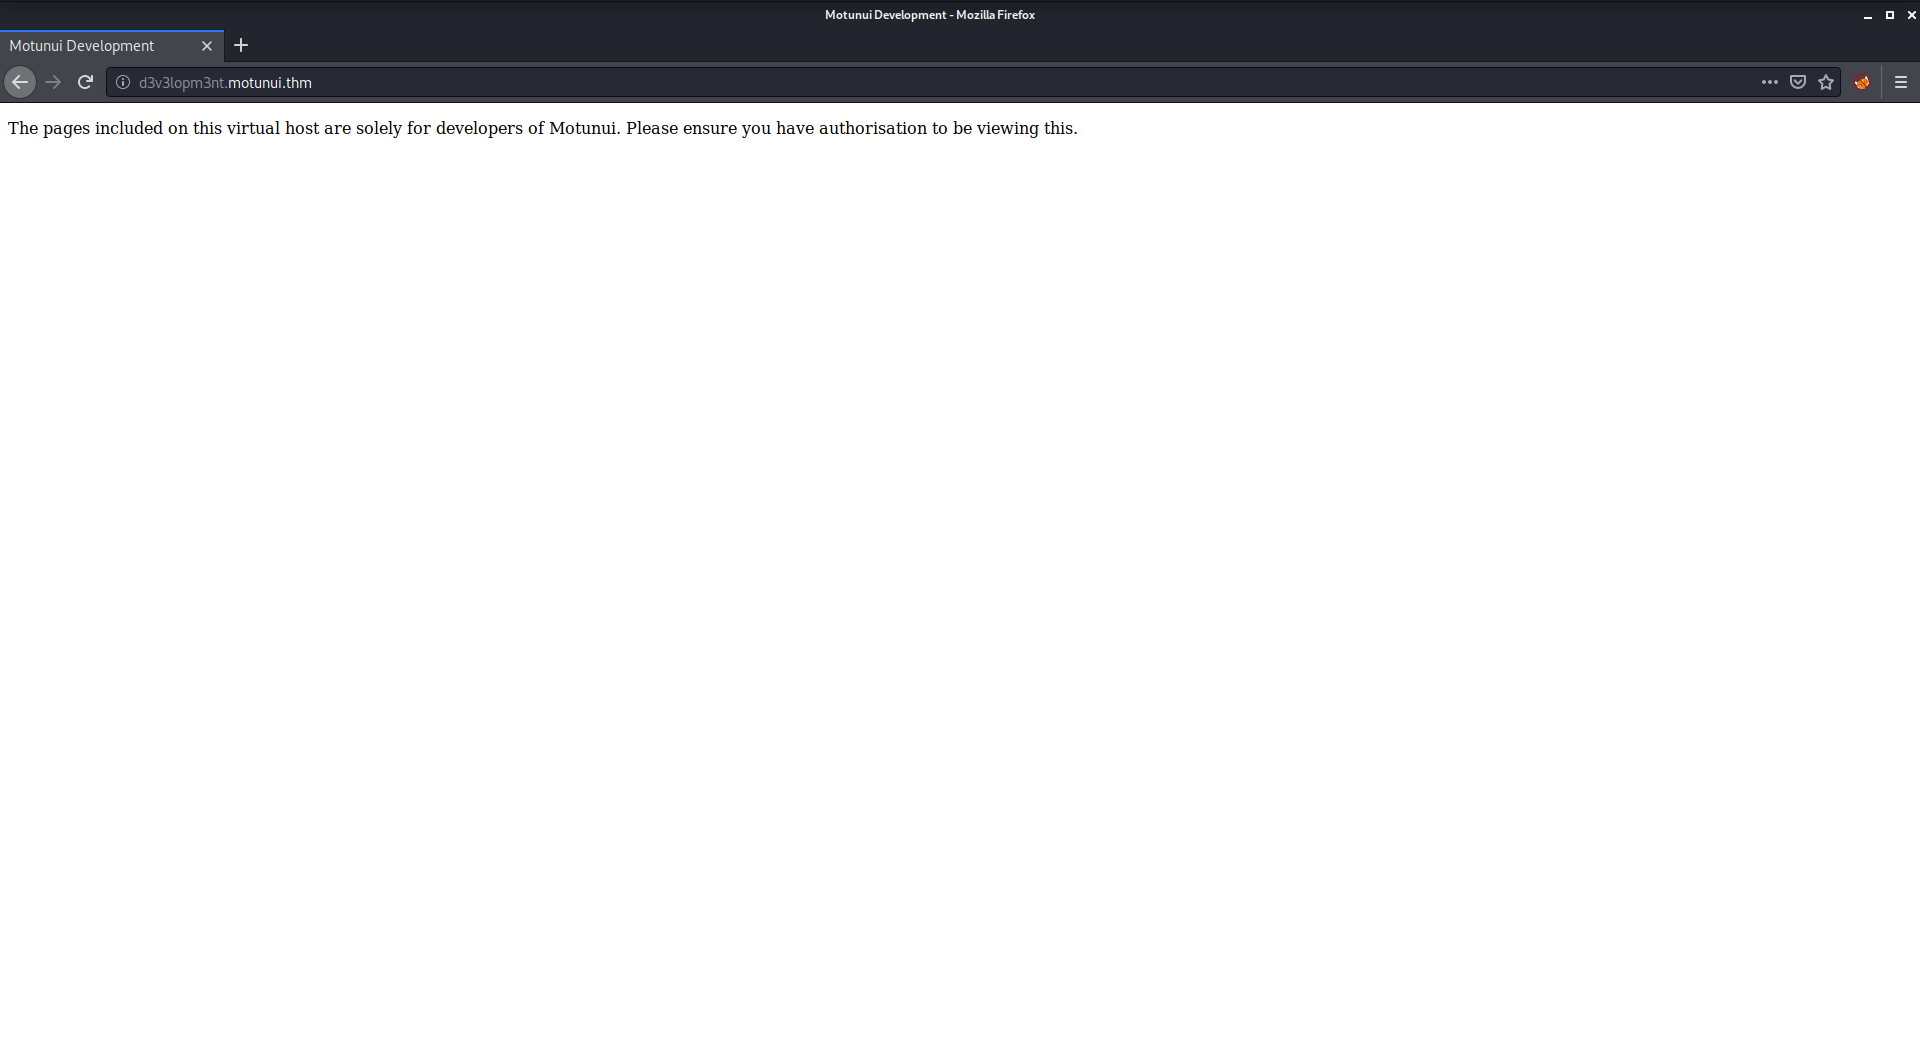 Motunui Development - Mozilla Firefox
Motunui Development
d3v3lopm3nt.motunui.thm
The pages included on this virtual host are solely for developers of Motunui. Please ensure you have authorisation to be viewing this.